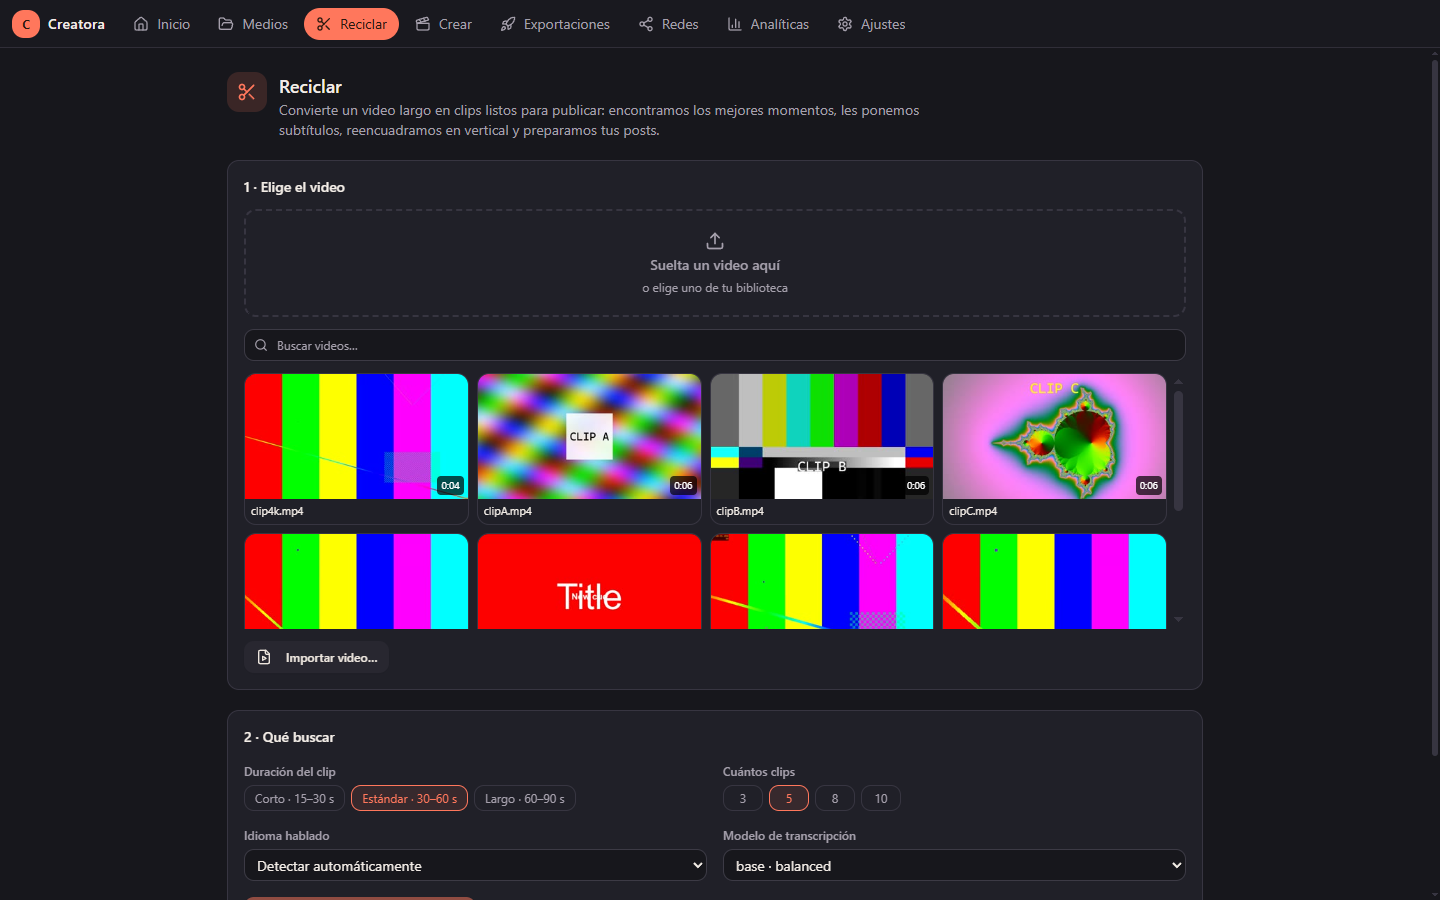 C Creatora Inicio Medios Reciclar Crear Exportaciones Redes Analíticas Ajustes
Reciclar
Convierte un video largo en clips listos para publicar: encontramos los mejores momentos, les ponemos
subtítulos, reencuadramos en vertical y preparamos tus posts.
1 · Elige el video
Suelta un video aquí
o elige uno de tu biblioteca
Buscar videos...
CLIP A
CLIP B
CLIP C
0:04 0:06 0:06 0:06
clip4k.mp4 clipA.mp4 clipB.mp4 clipC.mp4
Title
Importar video...
2 · Qué buscar
Duración del clip Cuántos clips
Corto · 15–30 s Estándar · 30–60 s Largo · 60–90 s 3 5 8 10
Idioma hablado Modelo de transcripción
Detectar automáticamente base · balanced